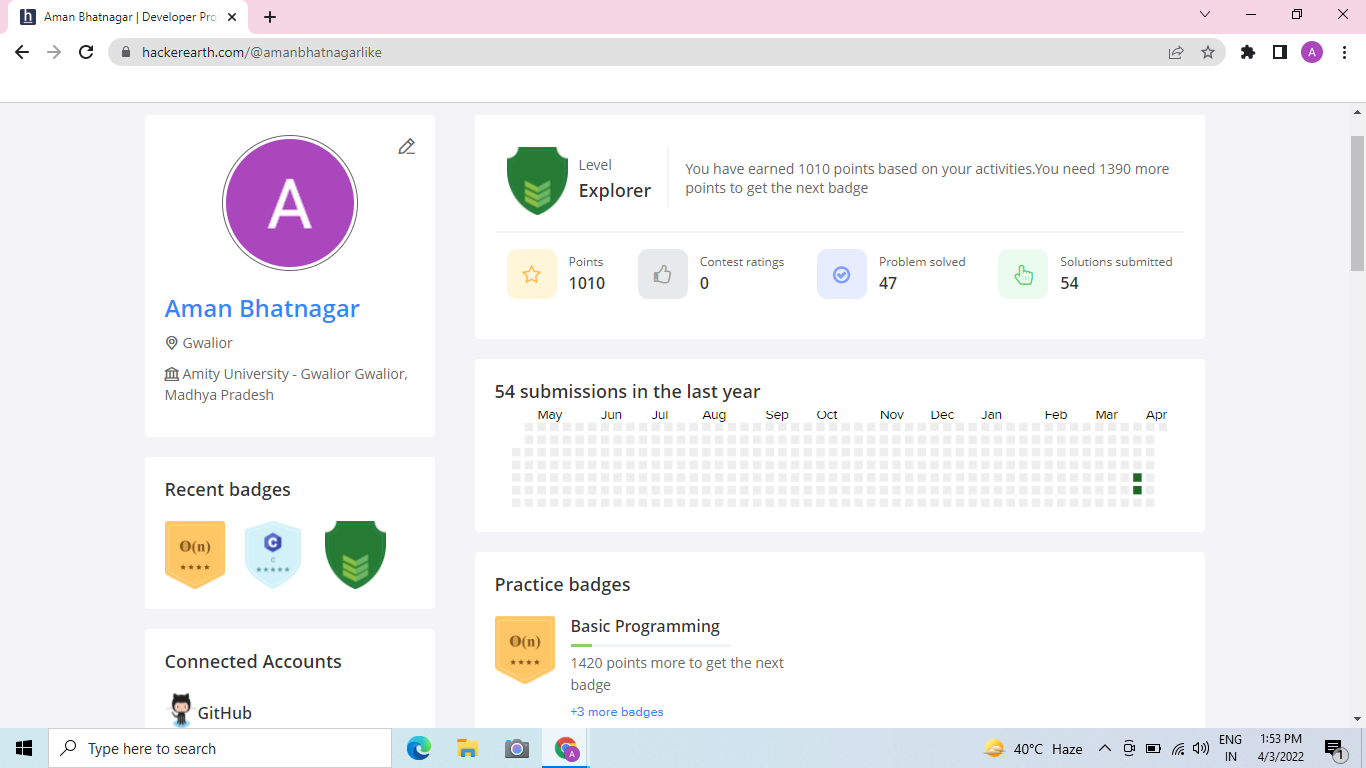 Aman Bhatnagar | Developer Pro
hackerearth.com/@amanbhatnagarlike
A
A
Aman Bhatnagar
Gwalior
Amity University - Gwalior Gwalior,
Madhya Pradesh
Level
Explorer
You have earned 1010 points based on your activities.You need 1390 more
points to get the next badge
Points
1010
Contest ratings
0
Problem solved
47
Solutions submitted
54
54 submissions in the last year
May Jun Jul Aug Sep Oct Nov Dec Jan Feb Mar Apr
Recent badges
O(n)
C
C
Practice badges
O(n)
Basic Programming
1420 points more to get the next
badge
+3 more badges
Connected Accounts
GitHub
Type here to search
A
40°C Haze
ENG
IN
1:53 PM
4/3/2022
1